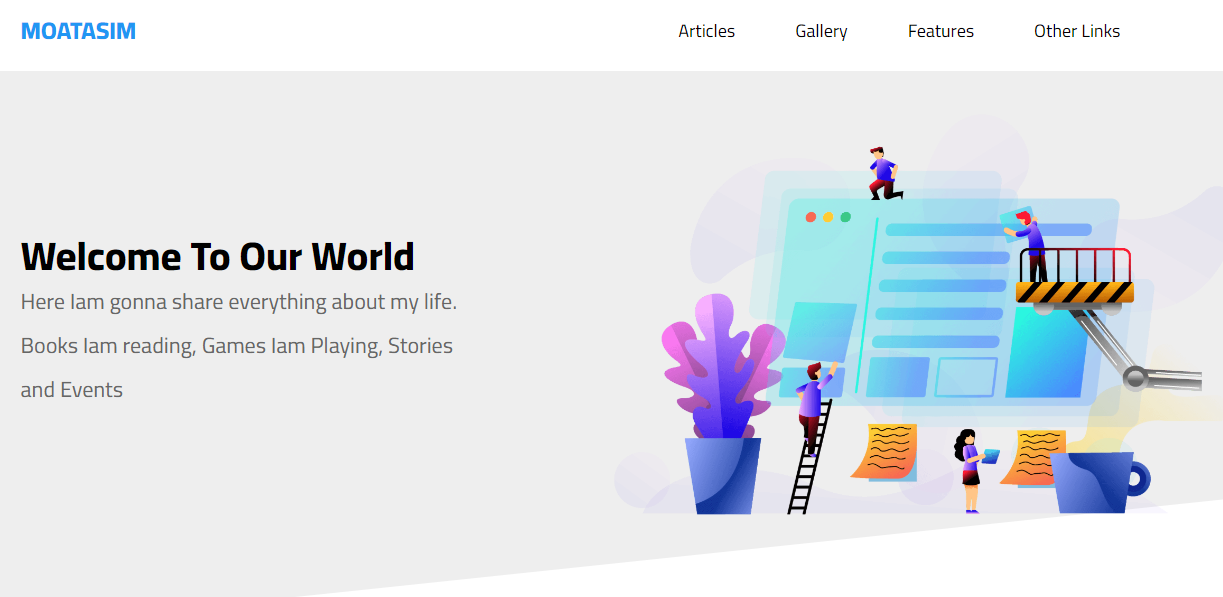 MOATASIM
Articles
Gallery
Features
Other Links
Welcome To Our World
Here Iam gonna share everything about my life.
Books Iam reading, Games Iam Playing, Stories
and Events